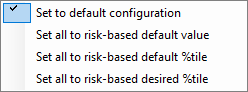 Set to default configuration
Set all to risk-based default value
Set all to risk-based default %tile
Set all to risk-based desired %tile